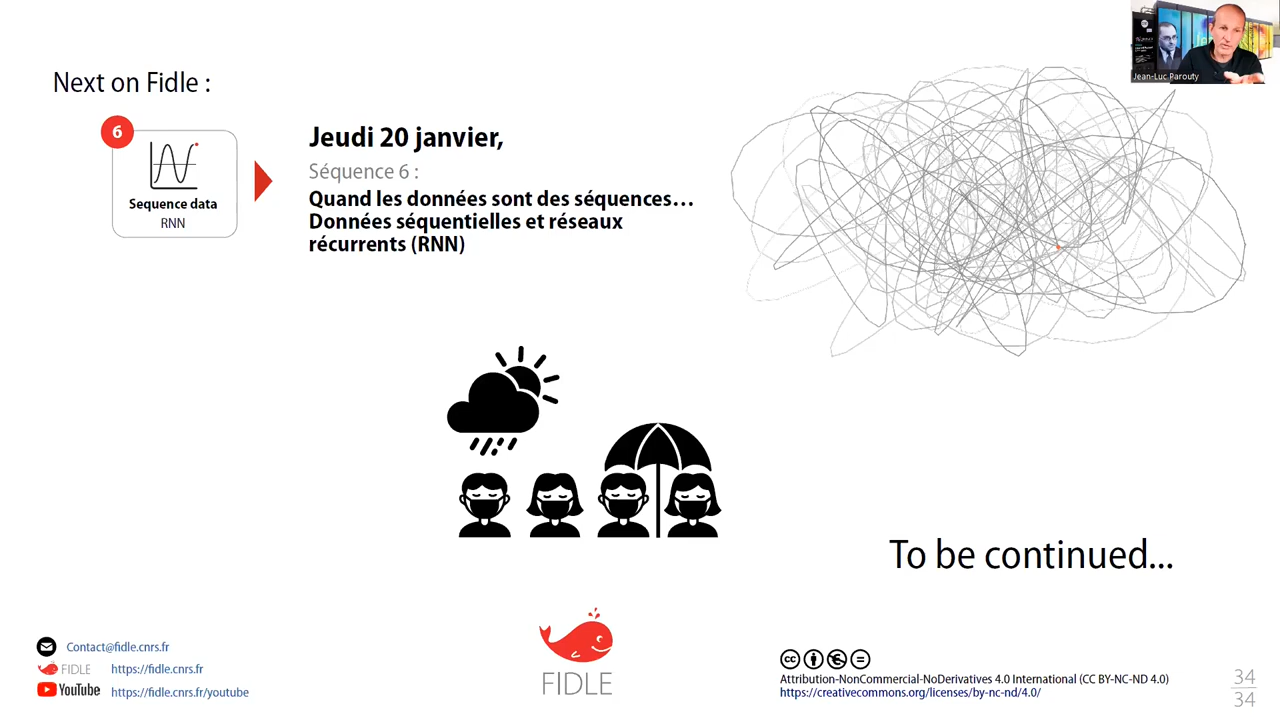 Next on Fidle :
6
Sequence data
RNN
Jeudi 20 janvier,
Séquence 6 :
Quand les données sont des séquences…
Données séquentielles et réseaux
récurrents (RNN)
Jean-Luc Parouty
To be continued...
Contact@fidle.cnrs.fr
FIDLE https://fidle.cnrs.fr
YouTube https://fidle.cnrs.fr/youtube
FIDLE
cc
Attribution-NonCommercial-NoDerivatives 4.0 International (CC BY-NC-ND 4.0)
https://creativecommons.org/licenses/by-nc-nd/4.0/
34
34